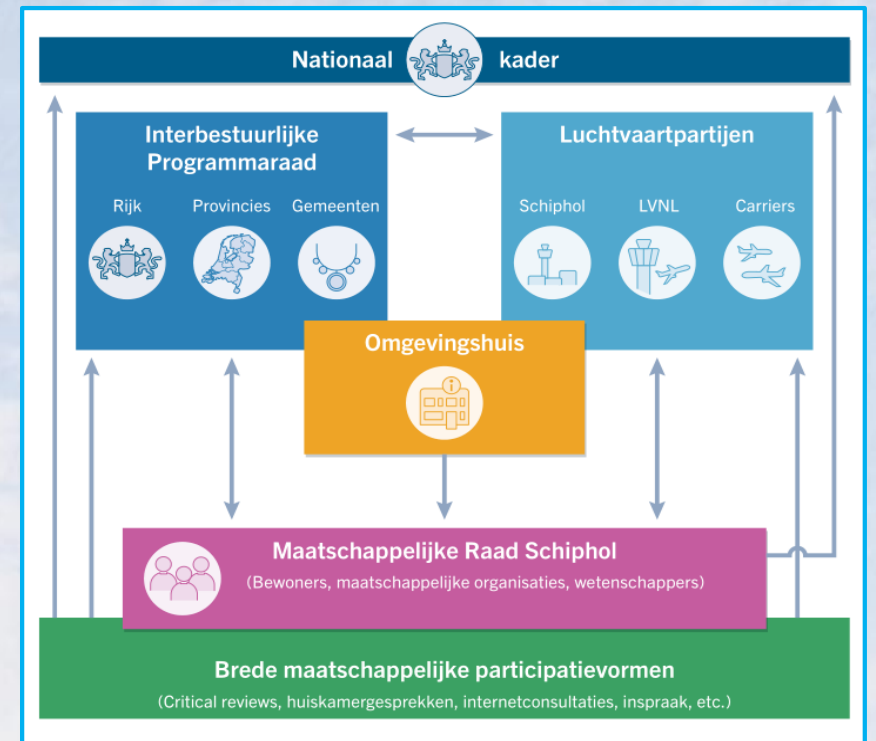 Nationaal kader
Interbestuurlijke
Programmaraad
Rijk Provincies Gemeenten
Luchtvaartpartijen
Schiphol LVNL Carriers
Omgevingshuis
Maatschappelijke Raad Schiphol
(Bewoners, maatschappelijke organisaties, wetenschappers)
Brede maatschappelijke participatievormen
(Critical reviews, huiskamergesprekken, internetconsultaties, inspraak, etc.)